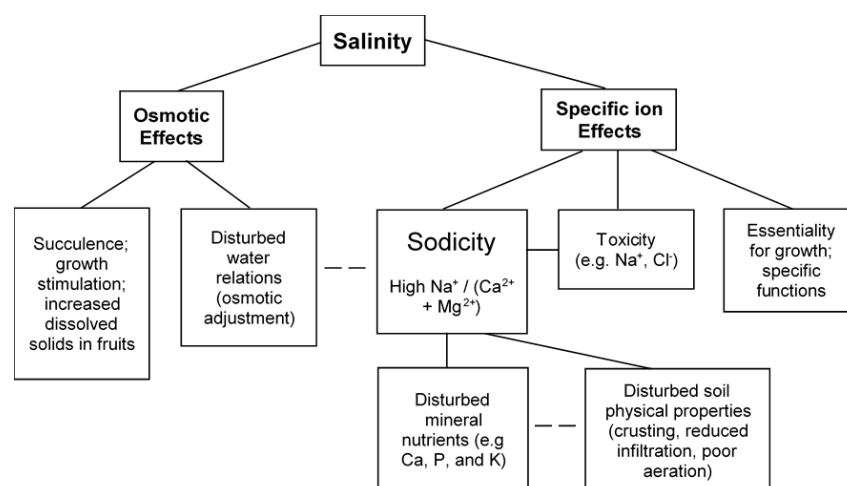 Salinity
Osmotic
Effects
Specific ion
Effects
Succulence;
growth
stimulation;
increased
dissolved
solids in fruits
Disturbed
water
relations
(osmotic
adjustment)
Sodicity
High Na⁺ / (Ca²⁺
+ Mg²⁺)
Toxicity
(e.g. Na⁺, Cl⁻)
Essentiality
for growth;
specific
functions
Disturbed
mineral
nutrients (e.g
Ca, P, and K)
Disturbed soil
physical properties
(crusting, reduced
infiltration, poor
aeration)